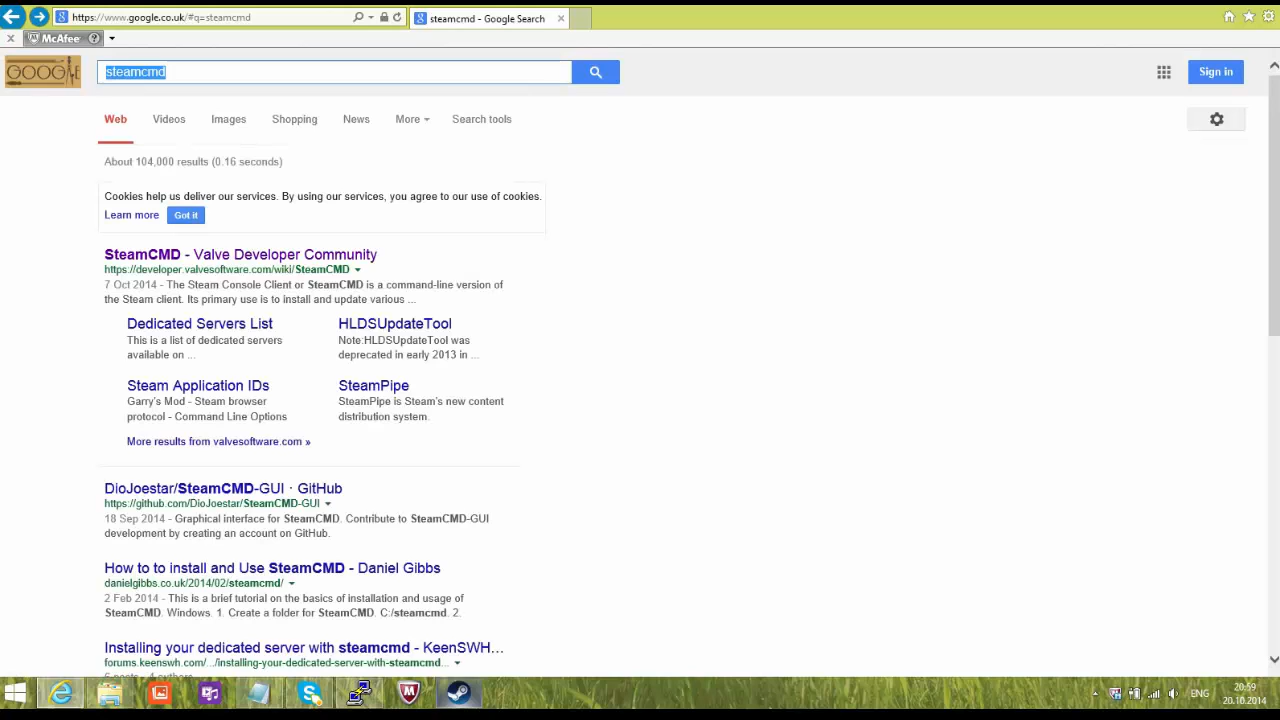 https://www.google.co.uk/#q=steamcmd
steamcmd - Google Search
McAfee
GOOGLE
steamcmd
Sign in
Web Videos Images Shopping News More Search tools
About 104,000 results (0.16 seconds)
Cookies help us deliver our services. By using our services, you agree to our use of cookies.
Learn more Got it
SteamCMD - Valve Developer Community
https://developer.valvesoftware.com/wiki/SteamCMD
7 Oct 2014 - The Steam Console Client or SteamCMD is a command-line version of
the Steam client. Its primary use is to install and update various ...
Dedicated Servers List
This is a list of dedicated servers
available on ...
HLDSUpdateTool
Note:HLDSUpdateTool was
deprecated in early 2013 in ...
Steam Application IDs
Garry's Mod - Steam browser
protocol - Command Line Options
SteamPipe
SteamPipe is Steam's new content
distribution system.
More results from valvesoftware.com »
DioJoestar/SteamCMD-GUI · GitHub
https://github.com/DioJoestar/SteamCMD-GUI
18 Sep 2014 - Graphical interface for SteamCMD. Contribute to SteamCMD-GUI
development by creating an account on GitHub.
How to to install and Use SteamCMD - Daniel Gibbs
danielgibbs.co.uk/2014/02/steamcmd/
2 Feb 2014 - This is a brief tutorial on the basics of installation and usage of
SteamCMD. Windows. 1. Create a folder for SteamCMD. C:/steamcmd. 2.
Installing your dedicated server with steamcmd - KeenSWH...
forums.keenswh.com/.../installing-your-dedicated-server-with-steamcmd...
ENG
20:59
20.10.2014